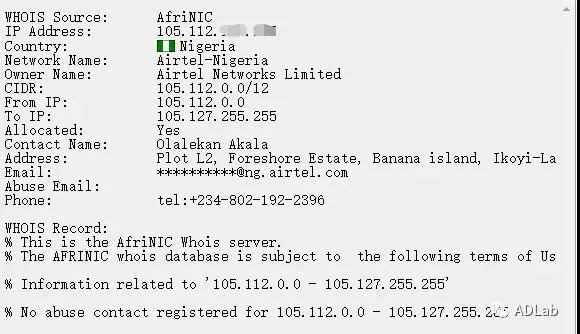 WHOIS Source: AfriNIC
IP Address: 105.112.
Country: Nigeria
Network Name: Airtel-Nigeria
Owner Name: Airtel Networks Limited
CIDR: 105.112.0.0/12
From IP: 105.112.0.0
To IP: 105.127.255.255
Allocated: Yes
Contact Name: Olalekan Akala
Address: Plot L2, Foreshore Estate, Banana island, Ikoyi-La
Email: **********@ng.airtel.com
Abuse Email:
Phone: tel:+234-802-192-2396
WHOIS Record:
% This is the AfriNIC Whois server.
% The AFRINIC whois database is subject to the following terms of Us
% Information related to '105.112.0.0 - 105.127.255.255'
% No abuse contact registered for 105.112.0.0 - 105.127.255.255
ADLab